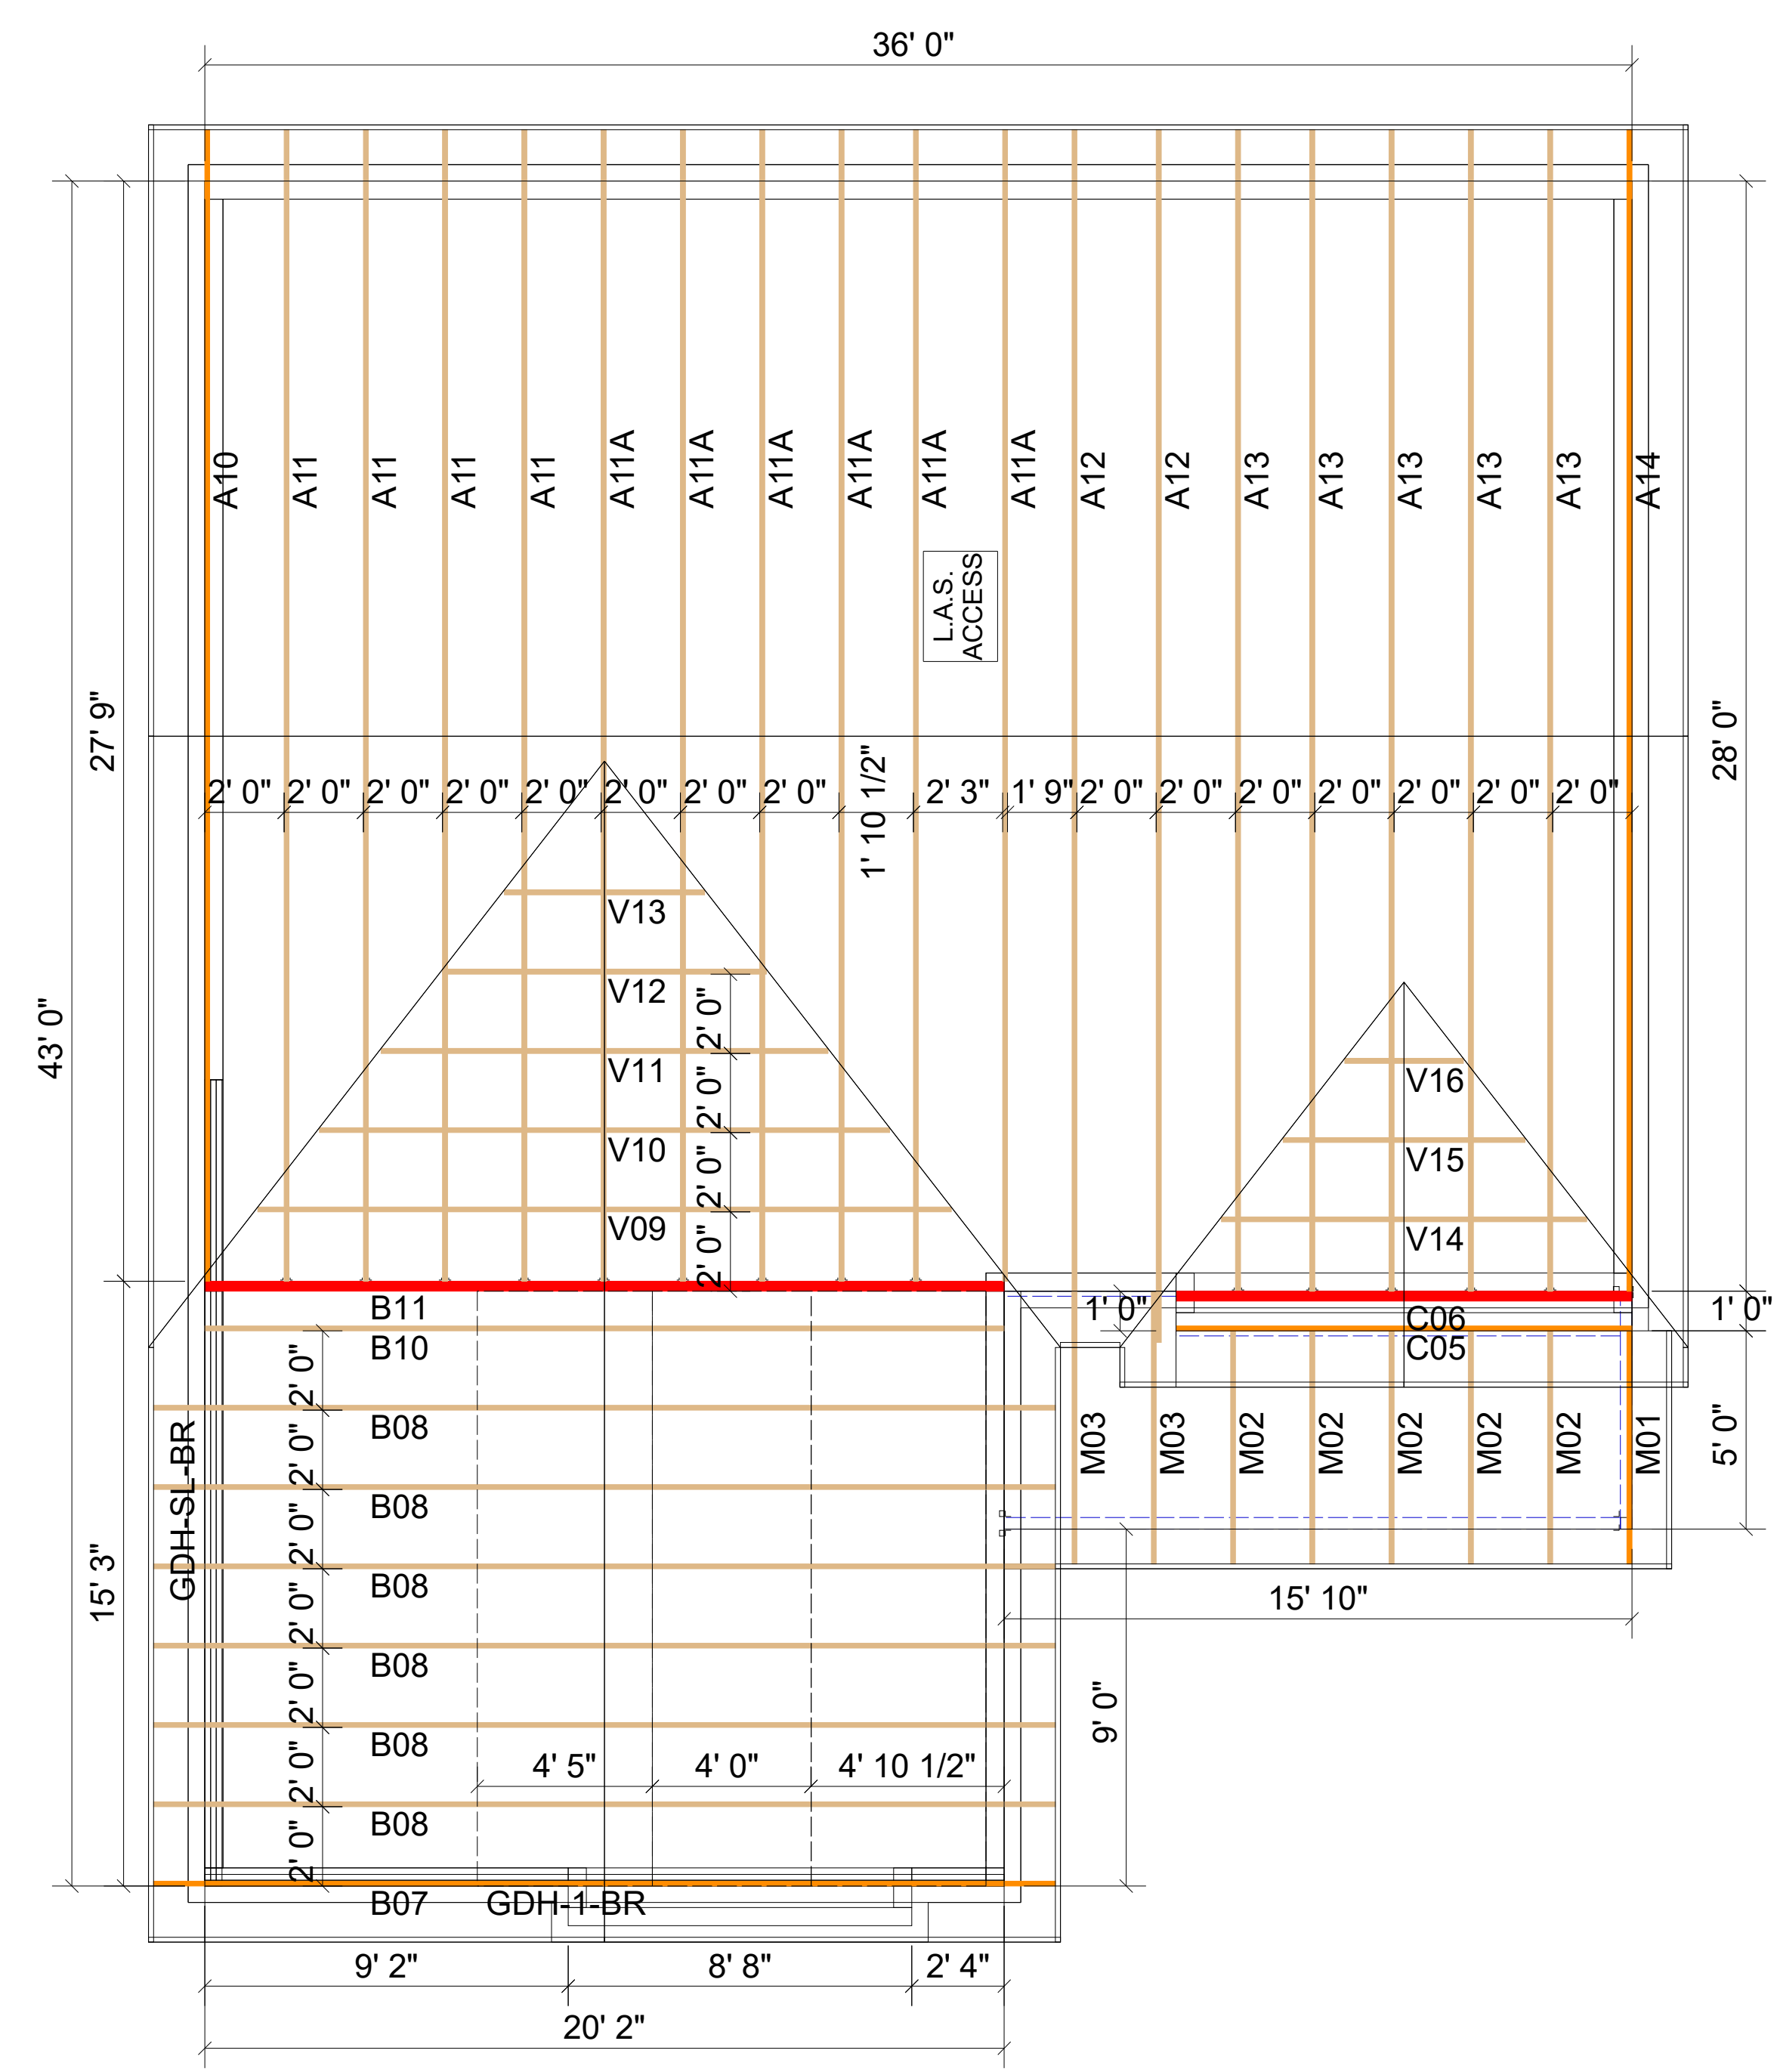 36' 0"
A10
A11
A11
A11
A11
A11A
A11A
A11A
A11A
A11A
A11A
A12
A12
A13
A13
A13
A13
A13
A14
L.A.S.
ACCESS
27' 9"
28' 0"
43' 0"
2' 0"
2' 0"
2' 0"
2' 0"
2' 0"
2' 0"
2' 0"
2' 0"
1' 10 1/2"
2' 3"
1' 9"
2' 0"
2' 0"
2' 0"
2' 0"
2' 0"
2' 0"
2' 0"
V13
V12
2' 0"
V11
2' 0"
V10
2' 0"
V09
2' 0"
V16
V15
V14
B11
B10
1' 0"
C06
C05
1' 0"
2' 0"
B08
2' 0"
B08
2' 0"
B08
2' 0"
B08
2' 0"
B08
2' 0"
B08
2' 0"
GDH-SL-BR
15' 3"
M03
M03
M02
M02
M02
M02
M02
M01
5' 0"
15' 10"
9' 0"
4' 5"
4' 0"
4' 10 1/2"
B07
GDH-1-BR
9' 2"
8' 8"
2' 4"
20' 2"